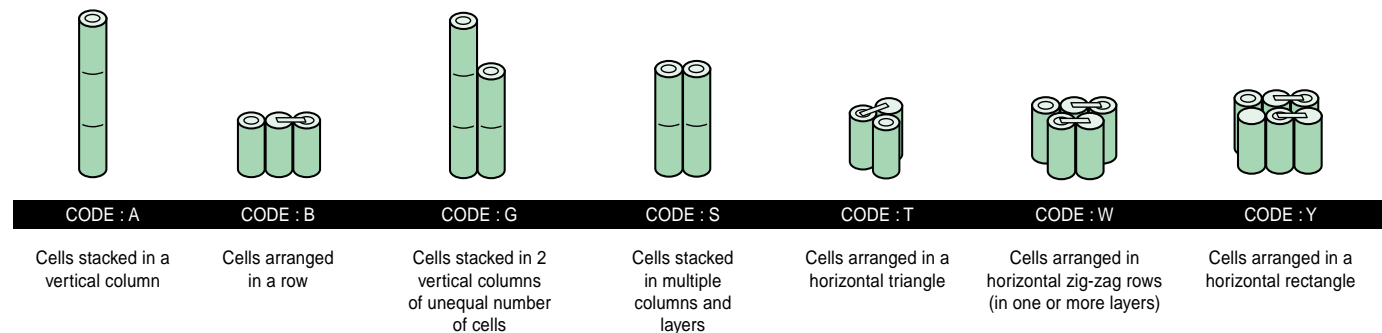 CODE : A
CODE : B
CODE : G
CODE : S
CODE : T
CODE : W
CODE : Y
Cells stacked in a
vertical column
Cells arranged
in a row
Cells stacked in 2
vertical columns
of unequal number
of cells
Cells stacked
in multiple
columns and
layers
Cells arranged in a
horizontal triangle
Cells arranged in
horizontal zig-zag rows
(in one or more layers)
Cells arranged in a
horizontal rectangle